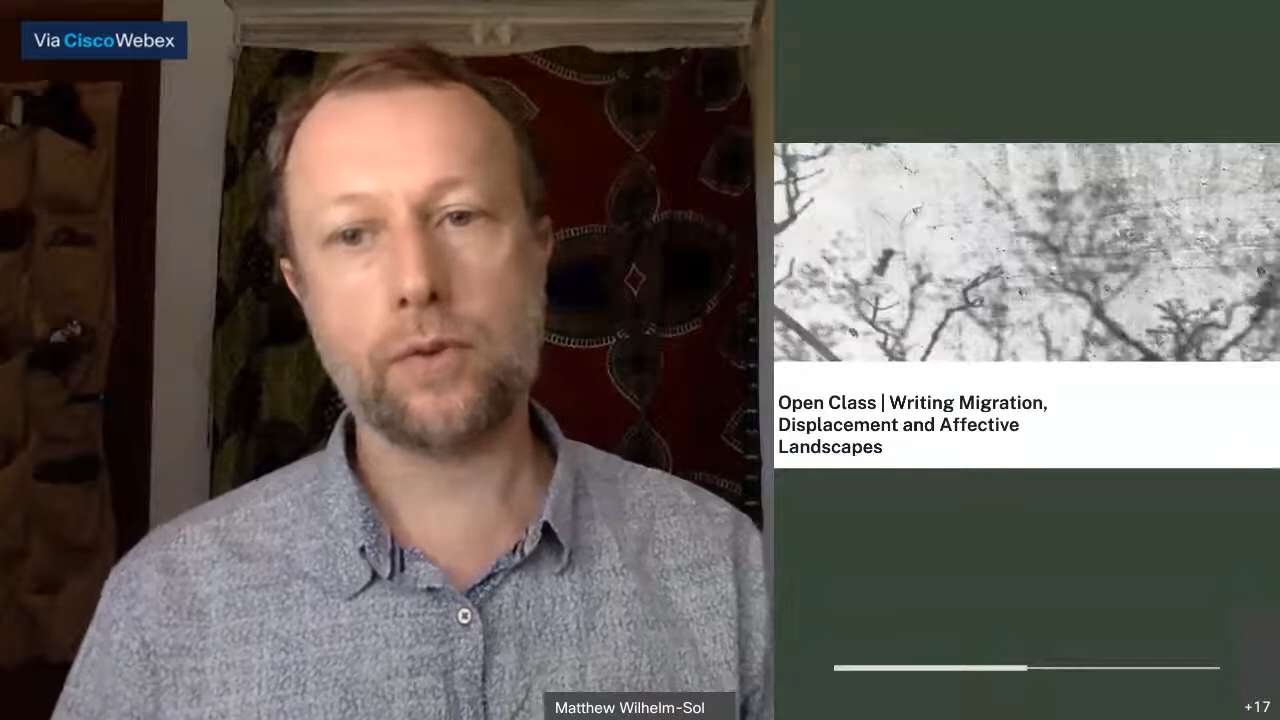 Via CiscoWebex
Open Class | Writing Migration,
Displacement and Affective
Landscapes
Matthew Wilhelm-Sol
+17